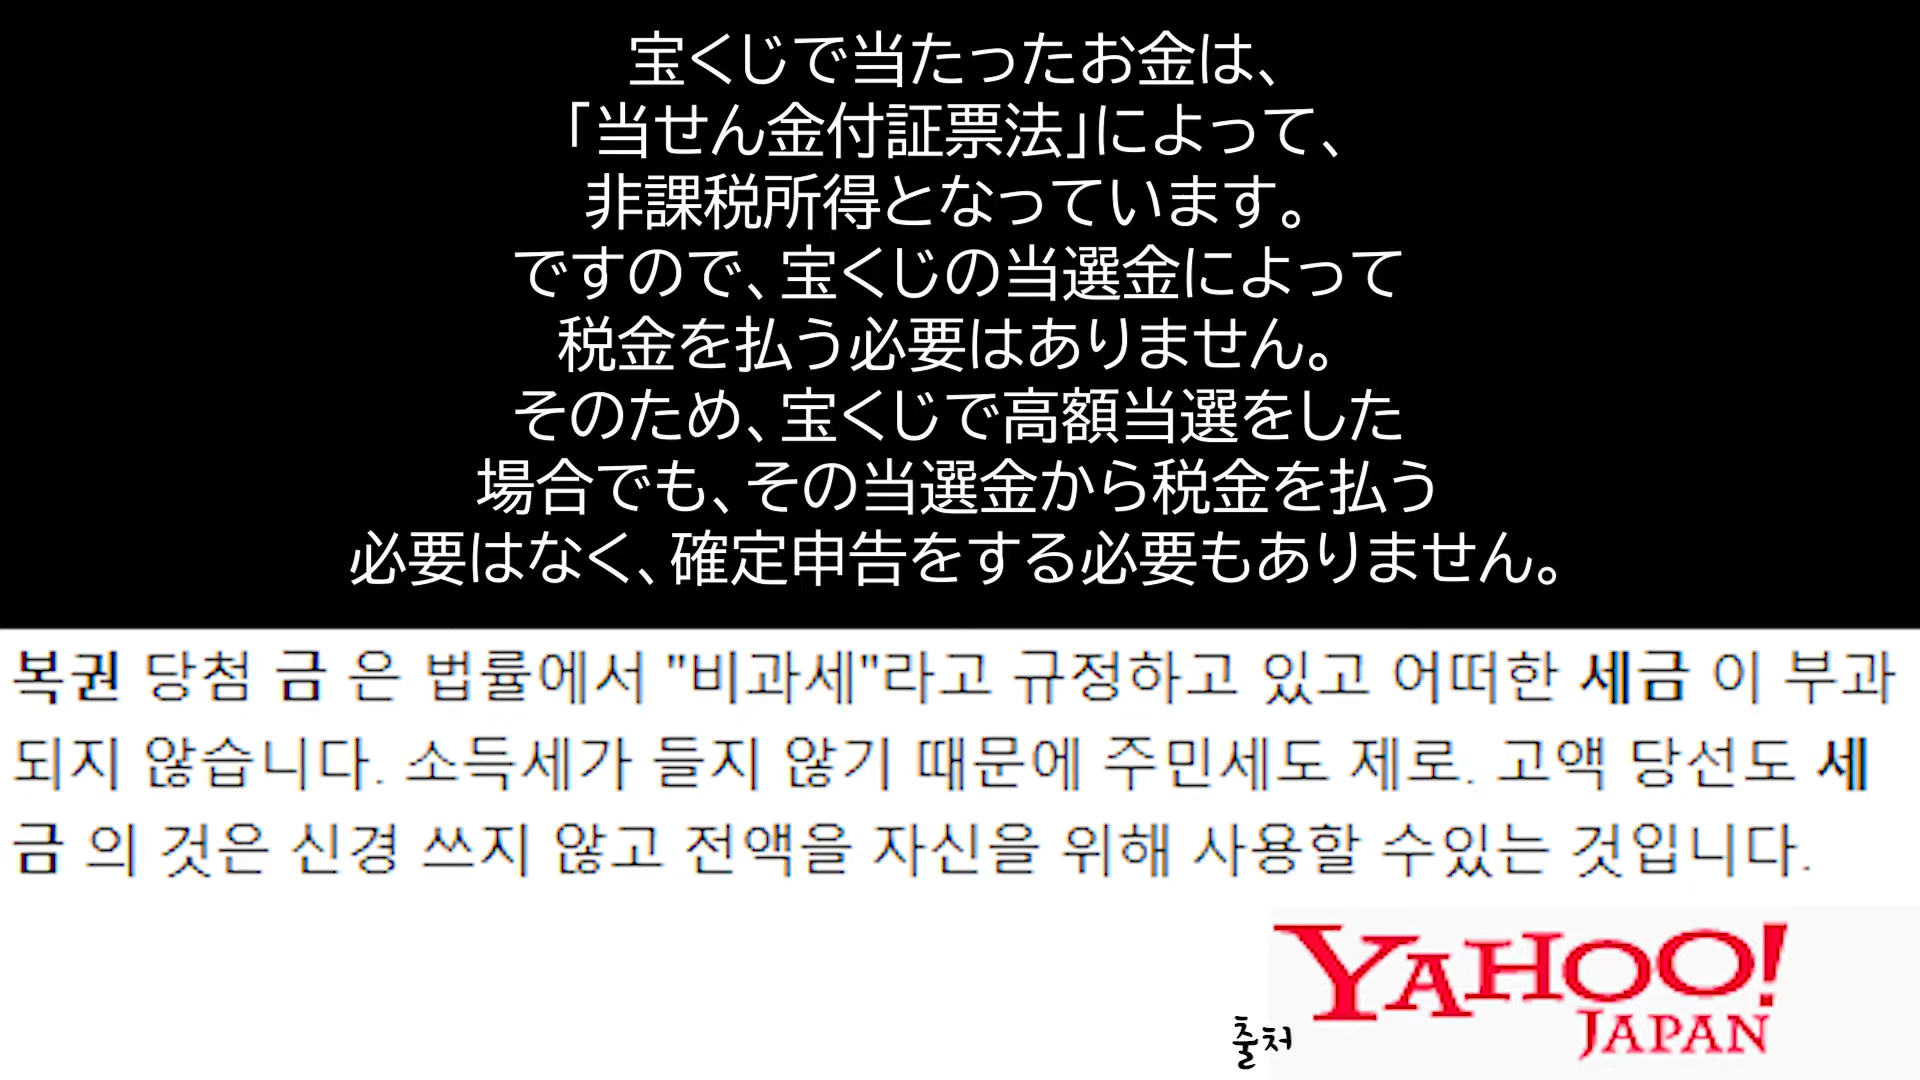 宝くじで当たったお金は、
「当せん金付証票法」によって、
非課税所得となっています。
ですので、宝くじの当選金によって
税金を払う必要はありません。
そのため、宝くじで高額当選をした
場合でも、その当選金から税金を払う
必要はなく、確定申告をする必要もありません。
복권 당첨 금 은 법률에서 "비과세"라고 규정하고 있고 어떠한 세금 이 부과
되지 않습니다. 소득세가 들지 않기 때문에 주민세도 제로. 고액 당선도 세
금 의 것은 신경 쓰지 않고 전액을 자신을 위해 사용할 수있는 것입니다.
출처
YAHOO!
JAPAN